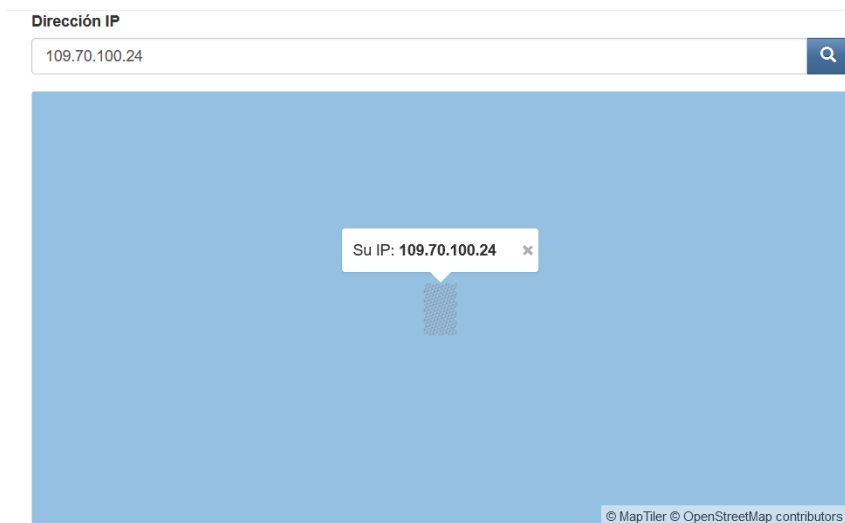 Dirección IP
109.70.100.24
Su IP: 109.70.100.24 ×
© MapTiler © OpenStreetMap contributors